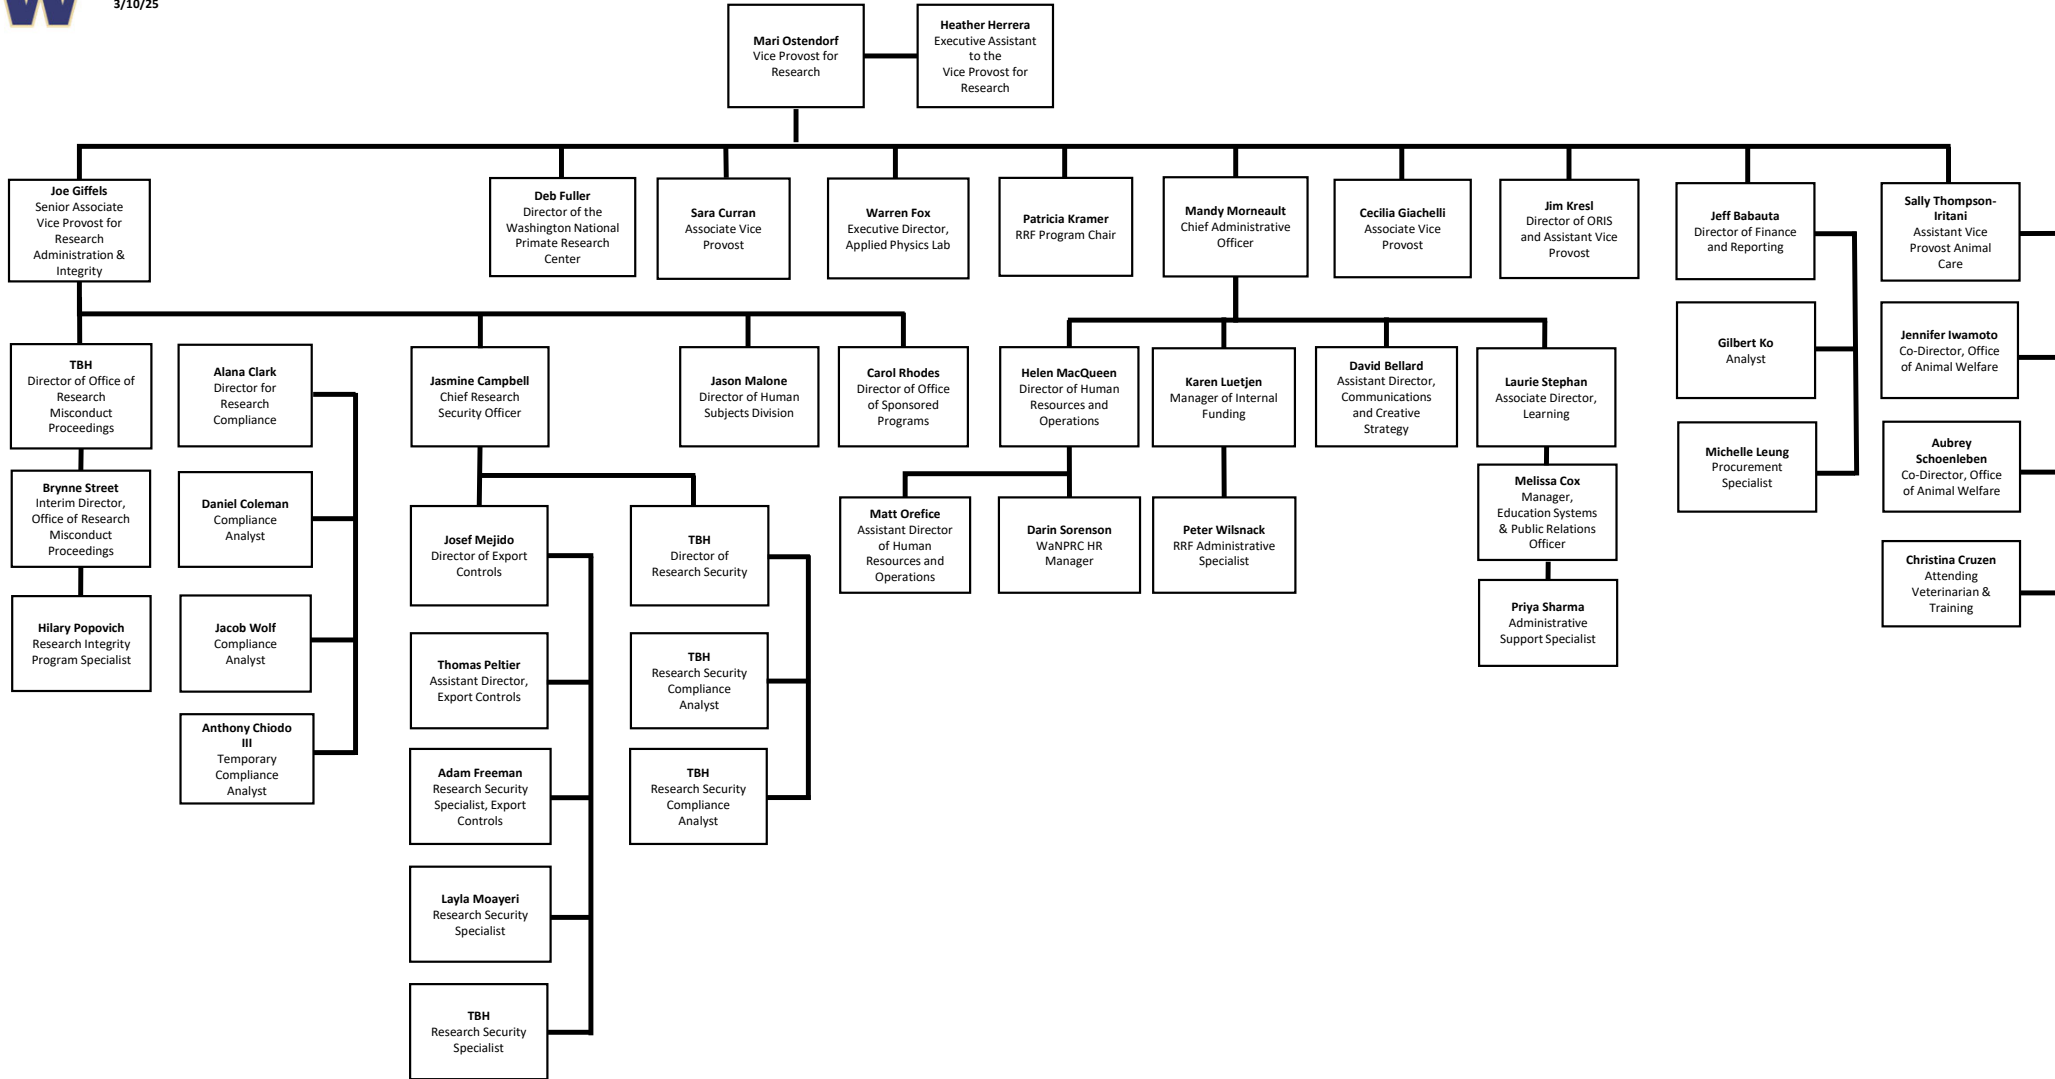 W
3/10/25
Mari Ostendorf
Vice Provost for
Research
Heather Herrera
Executive Assistant
to the
Vice Provost for
Research
Joe Giffels
Senior Associate
Vice Provost for
Research
Administration &
Integrity
Deb Fuller
Director of the
Washington National
Primate Research
Center
Sara Curran
Associate Vice
Provost
Warren Fox
Executive Director,
Applied Physics Lab
Patricia Kramer
RRF Program Chair
Mandy Morneault
Chief Administrative
Officer
Cecilia Giachelli
Associate Vice
Provost
Jim Kresl
Director of ORIS
and Assistant Vice
Provost
Jeff Babauta
Director of Finance
and Reporting
Sally Thompson-
Iritani
Assistant Vice
Provost Animal
Care
Gilbert Ko
Analyst
Jennifer Iwamoto
Co-Director, Office
of Animal Welfare
TBH
Director of Office of
Research
Misconduct
Proceedings
Alana Clark
Director for
Research
Compliance
Jasmine Campbell
Chief Research
Security Officer
Jason Malone
Director of Human
Subjects Division
Carol Rhodes
Director of Office
of Sponsored
Programs
Helen MacQueen
Director of Human
Resources and
Operations
Karen Luetjen
Manager of Internal
Funding
David Bellard
Assistant Director,
Communications
and Creative
Strategy
Laurie Stephan
Associate Director,
Learning
Michelle Leung
Procurement
Specialist
Aubrey
Schoenleben
Co-Director, Office
of Animal Welfare
Brynne Street
Interim Director,
Office of Research
Misconduct
Proceedings
Daniel Coleman
Compliance
Analyst
Josef Mejido
Director of Export
Controls
TBH
Director of
Research Security
Matt Orefice
Assistant Director
of Human
Resources and
Operations
Darin Sorenson
WaNPRC HR
Manager
Peter Wilsnack
RRF Administrative
Specialist
Melissa Cox
Manager,
Education Systems
& Public Relations
Officer
Christina Cruzen
Attending
Veterinarian &
Training
Hilary Popovich
Research Integrity
Program Specialist
Jacob Wolf
Compliance
Analyst
Thomas Peltier
Assistant Director,
Export Controls
TBH
Research Security
Compliance
Analyst
Priya Sharma
Administrative
Support Specialist
Anthony Chiodo
III
Temporary
Compliance
Analyst
Adam Freeman
Research Security
Specialist, Export
Controls
TBH
Research Security
Compliance
Analyst
Layla Moayeri
Research Security
Specialist
TBH
Research Security
Specialist